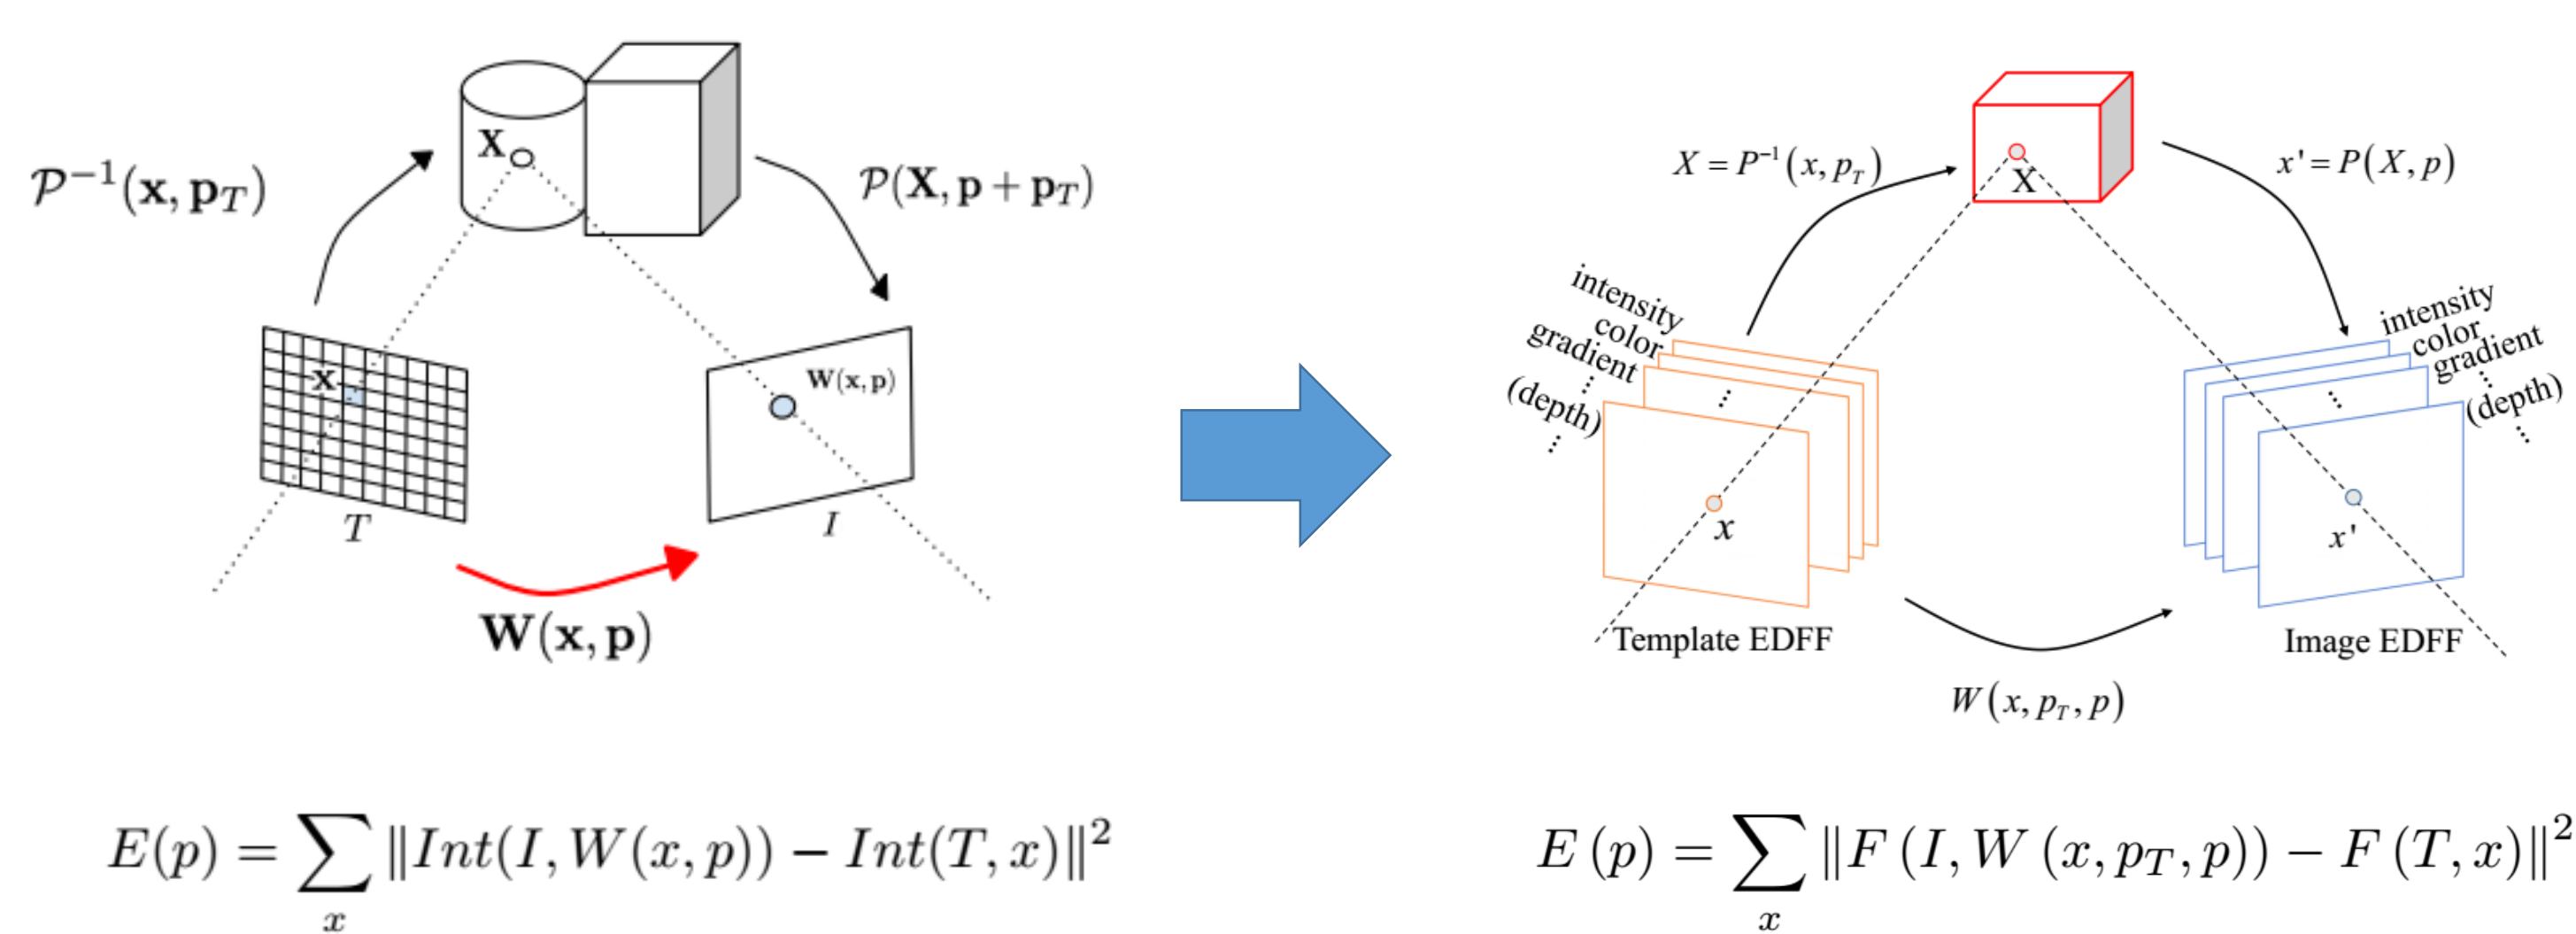 X
𝒫⁻¹(x, p_T)
𝒫(X, p + p_T)
x
W(x, p)
T
I
W(x, p)
E(p) = ∑_x ‖Int(I, W(x, p)) − Int(T, x)‖²
X = P⁻¹(x, p_T)
X
x' = P(X, p)
intensity
color
gradient
⋮
(depth)
⋮
⋮
x
Template EDFF
intensity
color
gradient
⋮
(depth)
⋮
⋮
x'
Image EDFF
W(x, p_T, p)
E (p) = ∑_x ‖F (I, W (x, p_T, p)) − F (T, x)‖²